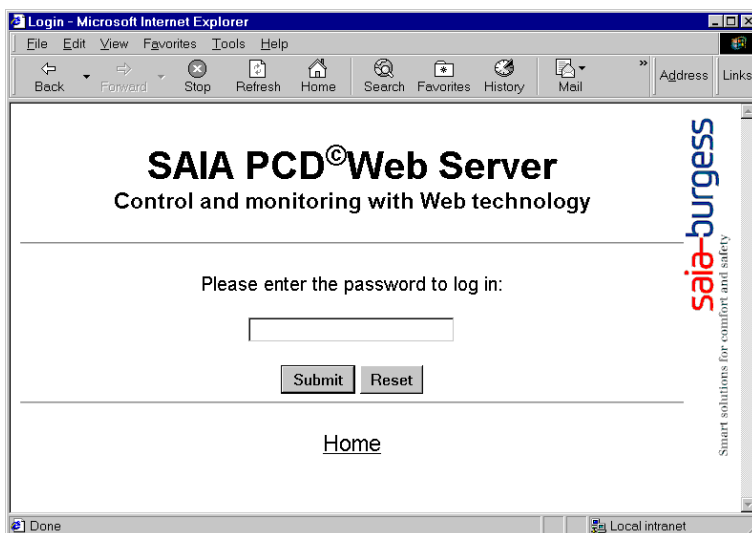 Login - Microsoft Internet Explorer
File Edit View Favorites Tools Help
Back Forward Stop Refresh Home Search Favorites History Mail » Address Links
SAIA PCD©Web Server
Control and monitoring with Web technology
Please enter the password to log in:
Submit Reset
Home
saia-burgess
Smart solutions for comfort and safety
Done Local intranet